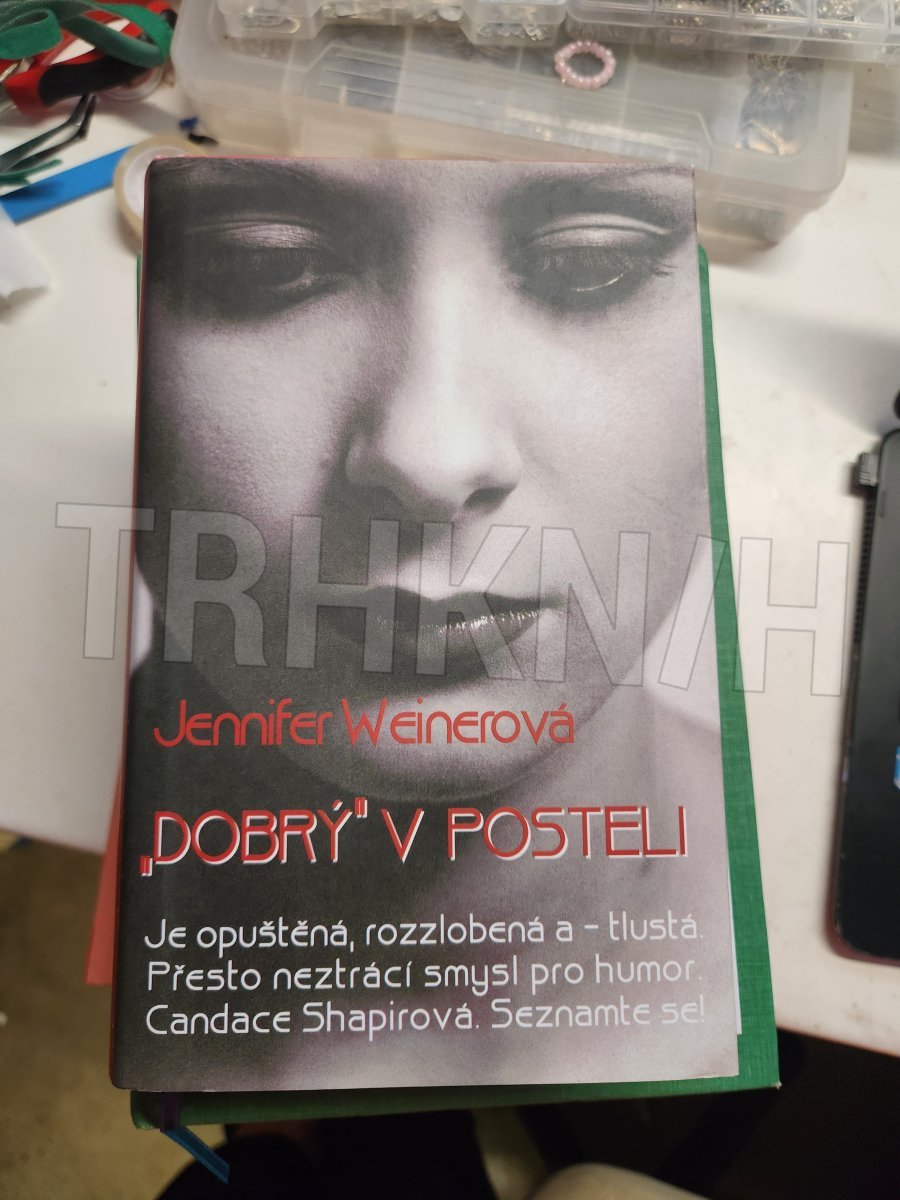 TRHKNIH
Jennifer Weinerová
„DOBRÝ" V POSTELI
Je opuštěná, rozzlobená a - tlustá.
Přesto neztrácí smysl pro humor.
Candace Shapirová. Seznamte se!